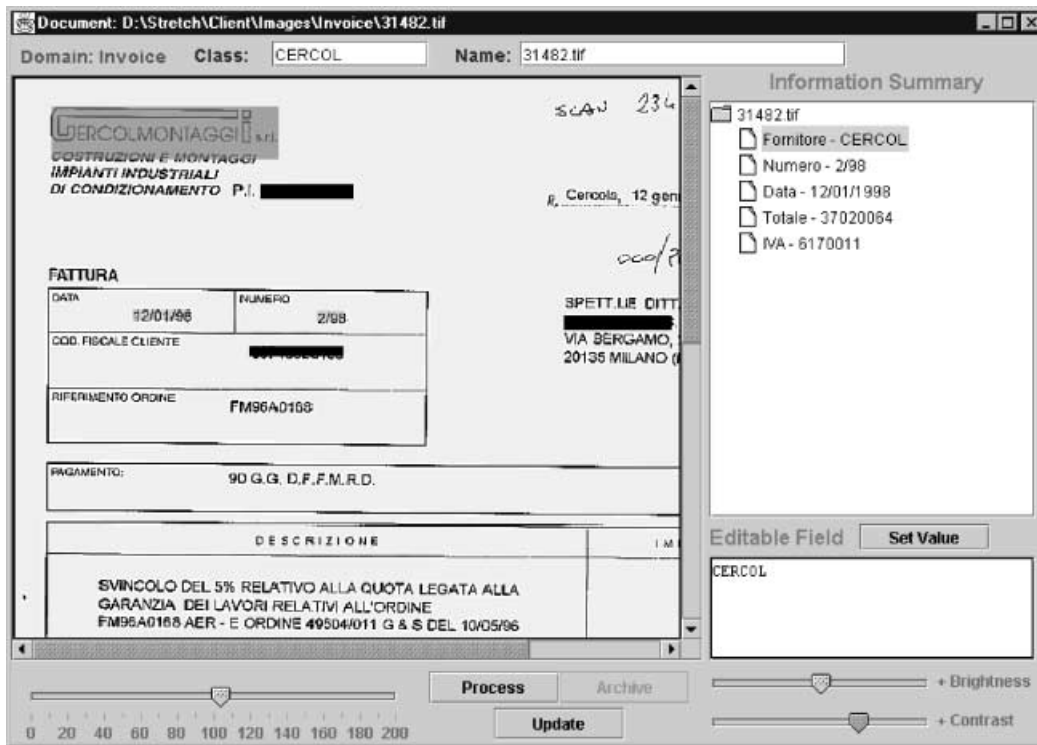 Document: D:\Stretch\Client\Images\Invoice\31482.tif
Domain: Invoice Class: CERCOL Name: 31482.tif
CERCOLMONTAGGI s.r.l.
COSTRUZIONI E MONTAGGI
IMPIANTI INDUSTRIALI
DI CONDIZIONAMENTO P.I.
SCAN 234
Cercola, 12 gen
FATTURA
DATA NUMERO
12/01/98 2/98
COD. FISCALE CLIENTE
RIFERIMENTO ORDINE
FM96A0168
SPETT.LIE DITT
VIA BERGAMO,
20135 MILANO (
PAGAMENTO: 90 G.G. D.F.F.M.R.D.
DESCRIZIONE IM
SVINCOLO DEL 5% RELATIVO ALLA QUOTA LEGATA ALLA
GARANZIA DEI LAVORI RELATIVI ALL'ORDINE
FM96A0168 AER - E ORDINE 49504/011 G & S DEL 10/05/96
Information Summary
31482.tif
Fornitore - CERCOL
Numero - 2/98
Data - 12/01/1998
Totale - 37020064
IVA - 6170011
Editable Field Set Value
CERCOL
0 20 40 60 80 100 120 140 160 180 200
Process Archive
Update
+ Brightness
+ Contrast